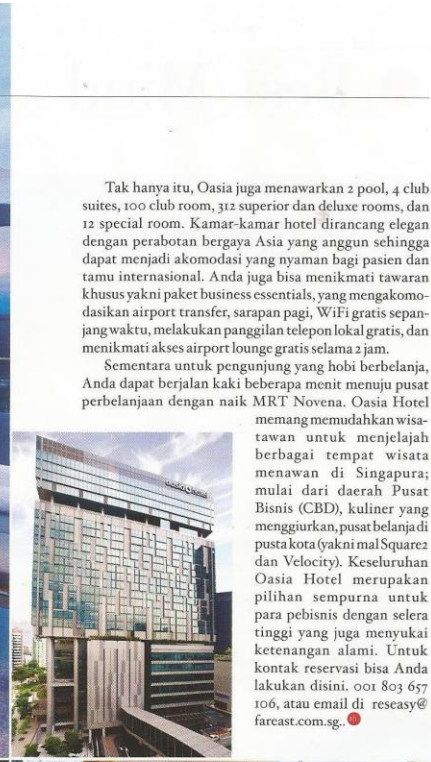 Tak hanya itu, Oasia juga menawarkan 2 pool, 4 club
suites, 100 club room, 312 superior dan deluxe rooms, dan
12 special room. Kamar-kamar hotel dirancang elegan
dengan perabotan bergaya Asia yang anggun sehingga
dapat menjadi akomodasi yang nyaman bagi pasien dan
tamu internasional. Anda juga bisa menikmati tawaran
khusus yakni paket business essentials, yang mengakomo-
dasikan airport transfer, sarapan pagi, WiFi gratis sepan-
jang waktu, melakukan panggilan telepon lokal gratis, dan
menikmati akses airport lounge gratis selama 2 jam.
Sementara untuk pengunjung yang hobi berbelanja,
Anda dapat berjalan kaki beberapa menit menuju pusat
perbelanjaan dengan naik MRT Novena. Oasia Hotel
memang memudahkan wisa-
tawan untuk menjelajah
berbagai tempat wisata
menawan di Singapura;
mulai dari daerah Pusat
Bisnis (CBD), kuliner yang
menggiurkan, pusat belanja di
pusta kota (yakni mal Square2
dan Velocity). Keseluruhan
Oasia Hotel merupakan
pilihan sempurna untuk
para pebisnis dengan selera
tinggi yang juga menyukai
ketenangan alami. Untuk
kontak reservasi bisa Anda
lakukan disini. 001 803 657
106, atau email di reseasy@
fareast.com.sg..
oasia hotel